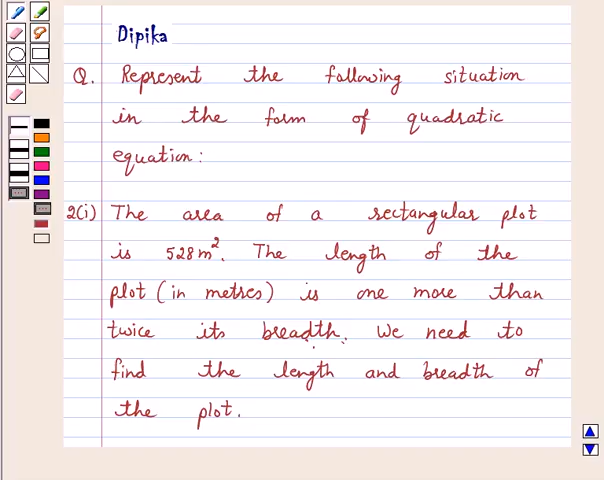 Dipika
Q. Represent the following situation
in the form of quadratic
equation:
2(i) The area of a rectangular plot
is 528 m². The length of the
plot (in metres) is one more than
twice its breadth. We need to
find the length and breadth of
the plot.